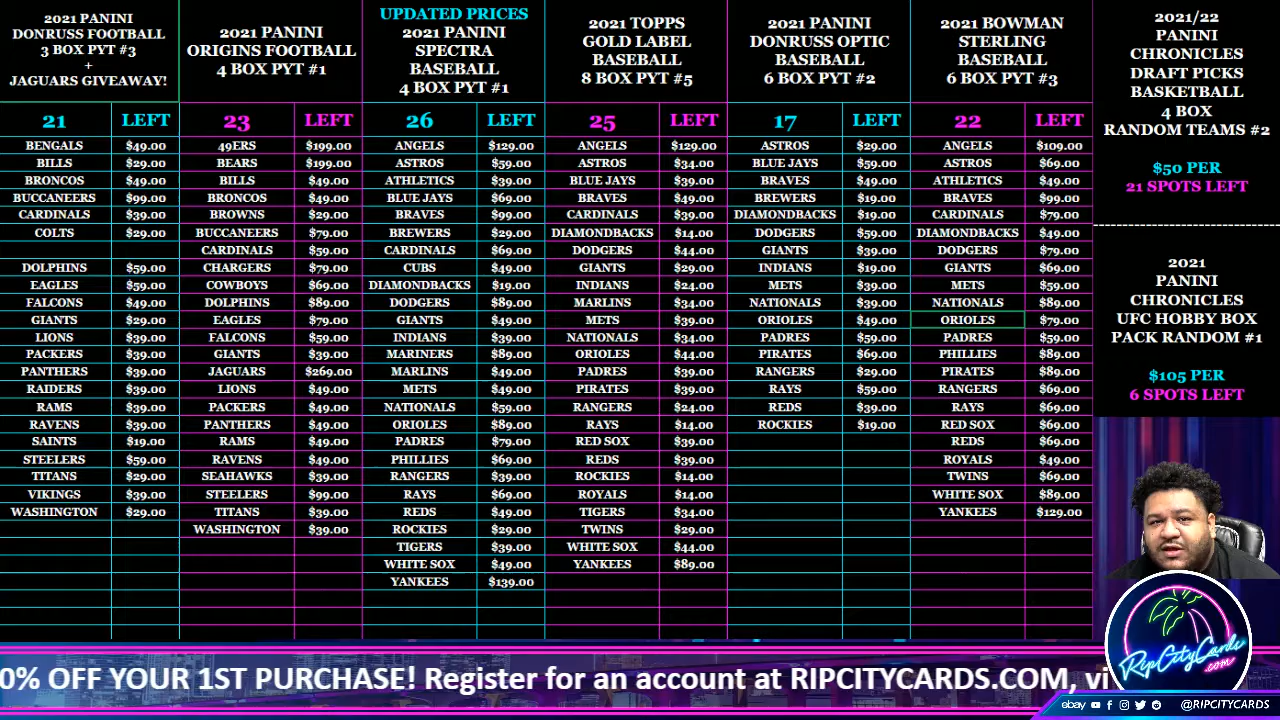 2021 PANINI
DONRUSS FOOTBALL
3 BOX PYT #3
+
JAGUARS GIVEAWAY!
21 LEFT
BENGALS $49.00
BILLS $29.00
BRONCOS $49.00
BUCCANEERS $99.00
CARDINALS $39.00
COLTS $29.00
DOLPHINS $59.00
EAGLES $59.00
FALCONS $49.00
GIANTS $29.00
LIONS $39.00
PACKERS $39.00
PANTHERS $39.00
RAIDERS $39.00
RAMS $39.00
RAVENS $39.00
SAINTS $19.00
STEELERS $59.00
TITANS $29.00
VIKINGS $39.00
WASHINGTON $29.00
2021 PANINI
ORIGINS FOOTBALL
4 BOX PYT #1
23 LEFT
49ERS $199.00
BEARS $199.00
BILLS $49.00
BRONCOS $49.00
BROWNS $29.00
BUCCANEERS $79.00
CARDINALS $59.00
CHARGERS $79.00
COWBOYS $69.00
DOLPHINS $89.00
EAGLES $79.00
FALCONS $59.00
GIANTS $39.00
JAGUARS $269.00
LIONS $49.00
PACKERS $49.00
PANTHERS $49.00
RAMS $49.00
RAVENS $49.00
SEAHAWKS $39.00
STEELERS $99.00
TITANS $39.00
WASHINGTON $39.00
UPDATED PRICES
2021 PANINI
SPECTRA
BASEBALL
4 BOX PYT #1
26 LEFT
ANGELS $129.00
ASTROS $59.00
ATHLETICS $39.00
BLUE JAYS $69.00
BRAVES $99.00
BREWERS $29.00
CARDINALS $69.00
CUBS $49.00
DIAMONDBACKS $19.00
DODGERS $89.00
GIANTS $49.00
INDIANS $39.00
MARINERS $89.00
MARLINS $49.00
METS $49.00
NATIONALS $59.00
ORIOLES $89.00
PADRES $79.00
PHILLIES $69.00
RANGERS $39.00
RAYS $69.00
REDS $49.00
ROCKIES $29.00
TIGERS $39.00
WHITE SOX $49.00
YANKEES $139.00
2021 TOPPS
GOLD LABEL
BASEBALL
8 BOX PYT #5
25 LEFT
ANGELS $129.00
ASTROS $34.00
BLUE JAYS $39.00
BRAVES $49.00
CARDINALS $39.00
DIAMONDBACKS $14.00
DODGERS $44.00
GIANTS $29.00
INDIANS $24.00
MARLINS $34.00
METS $39.00
NATIONALS $34.00
ORIOLES $44.00
PADRES $39.00
PIRATES $39.00
RANGERS $24.00
RAYS $14.00
RED SOX $39.00
REDS $39.00
ROCKIES $14.00
ROYALS $14.00
TIGERS $34.00
TWINS $29.00
WHITE SOX $44.00
YANKEES $89.00
2021 PANINI
DONRUSS OPTIC
BASEBALL
6 BOX PYT #2
17 LEFT
ASTROS $29.00
BLUE JAYS $59.00
BRAVES $49.00
BREWERS $19.00
DIAMONDBACKS $19.00
DODGERS $59.00
GIANTS $39.00
INDIANS $19.00
METS $39.00
NATIONALS $39.00
ORIOLES $49.00
PADRES $59.00
PIRATES $69.00
RANGERS $29.00
RAYS $59.00
REDS $39.00
ROCKIES $19.00
2021 BOWMAN
STERLING
BASEBALL
6 BOX PYT #3
22 LEFT
ANGELS $109.00
ASTROS $69.00
ATHLETICS $49.00
BRAVES $99.00
CARDINALS $79.00
DIAMONDBACKS $49.00
DODGERS $79.00
GIANTS $69.00
METS $59.00
NATIONALS $89.00
ORIOLES $79.00
PADRES $59.00
PHILLIES $89.00
PIRATES $89.00
RANGERS $69.00
RAYS $69.00
RED SOX $69.00
REDS $69.00
ROYALS $49.00
TWINS $69.00
WHITE SOX $89.00
YANKEES $129.00
2021/22
PANINI
CHRONICLES
DRAFT PICKS
BASKETBALL
4 BOX
RANDOM TEAMS #2
$50 PER
21 SPOTS LEFT
2021
PANINI
CHRONICLES
UFC HOBBY BOX
PACK RANDOM #1
$105 PER
6 SPOTS LEFT
RipCityCards
.com
0% OFF YOUR 1ST PURCHASE! Register for an account at RIPCITYCARDS.COM, vi
ebay @RIPCITYCARDS